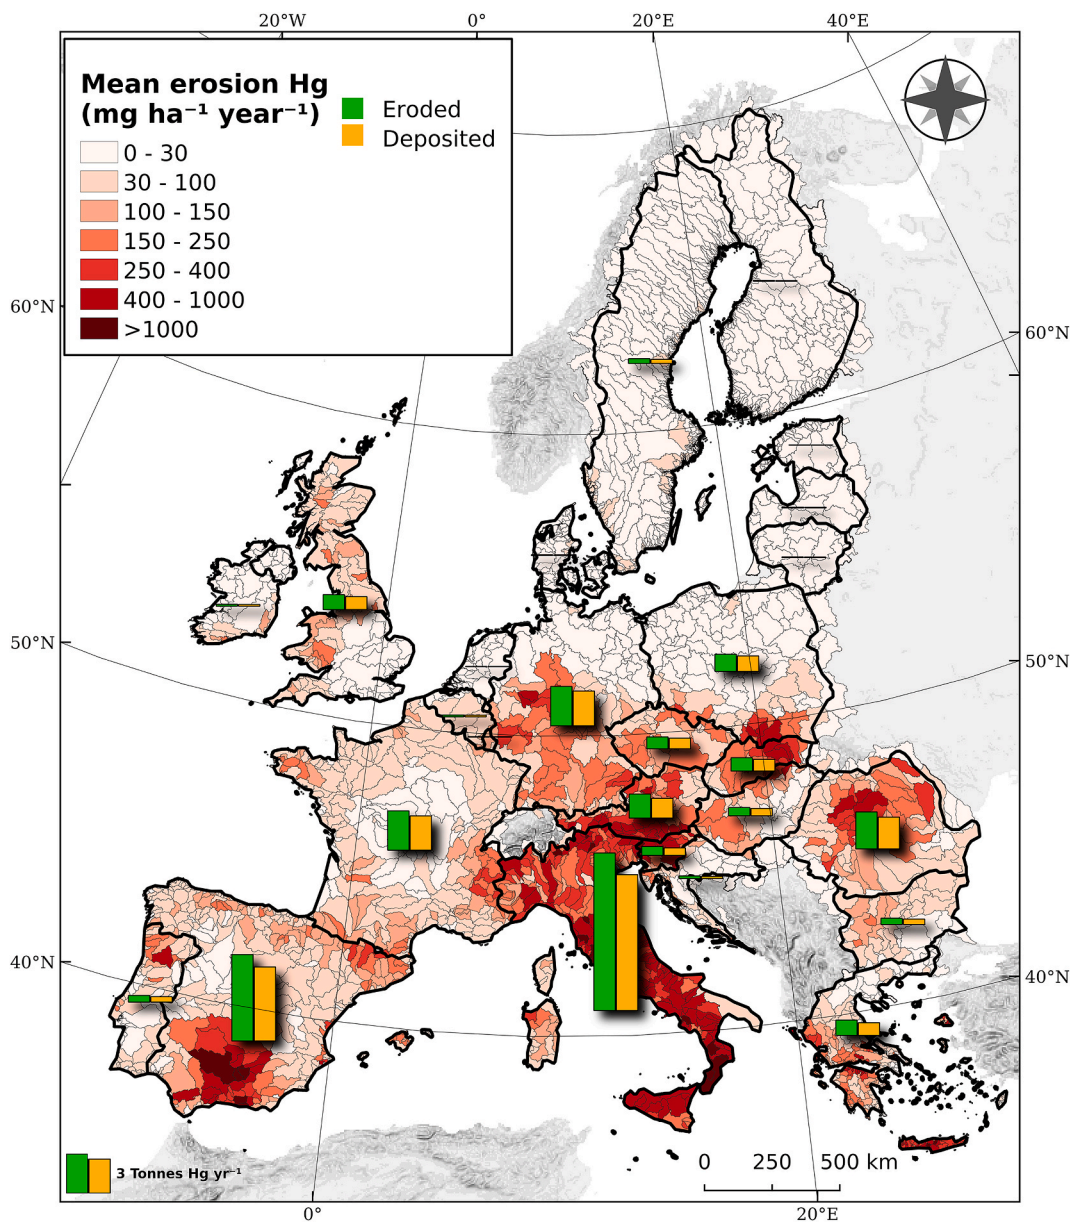 20°W 0° 20°E 40°E
Mean erosion Hg
(mg ha⁻¹ year⁻¹)
Eroded
Deposited
0 - 30
30 - 100
100 - 150
150 - 250
250 - 400
400 - 1000
>1000
60°N
60°N
50°N
50°N
40°N
40°N
3 Tonnes Hg yr⁻¹
0 250 500 km
0° 20°E